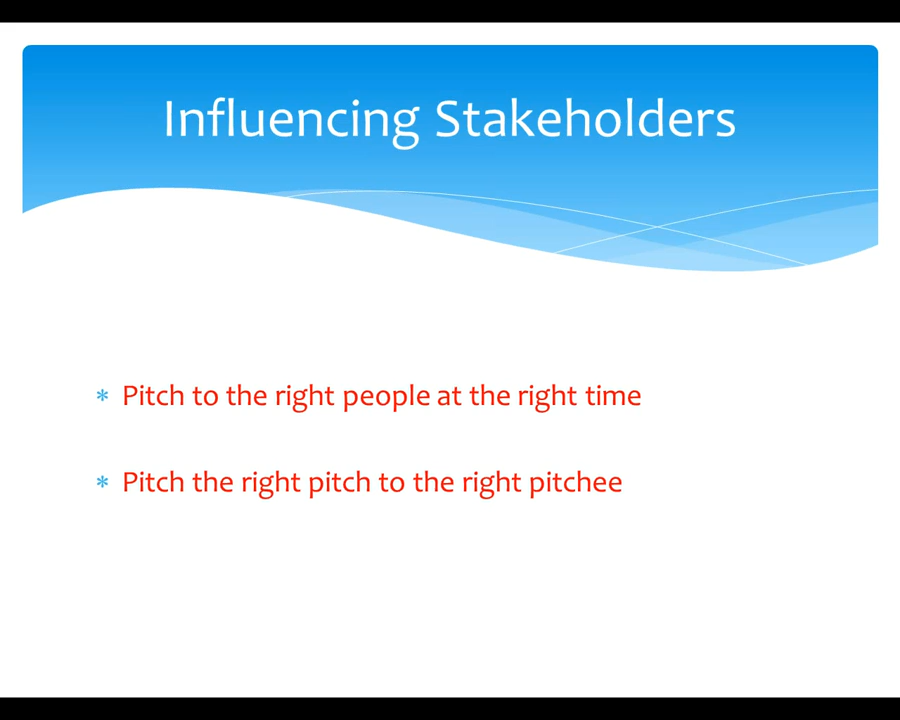 Influencing Stakeholders
* Pitch to the right people at the right time
* Pitch the right pitch to the right pitchee